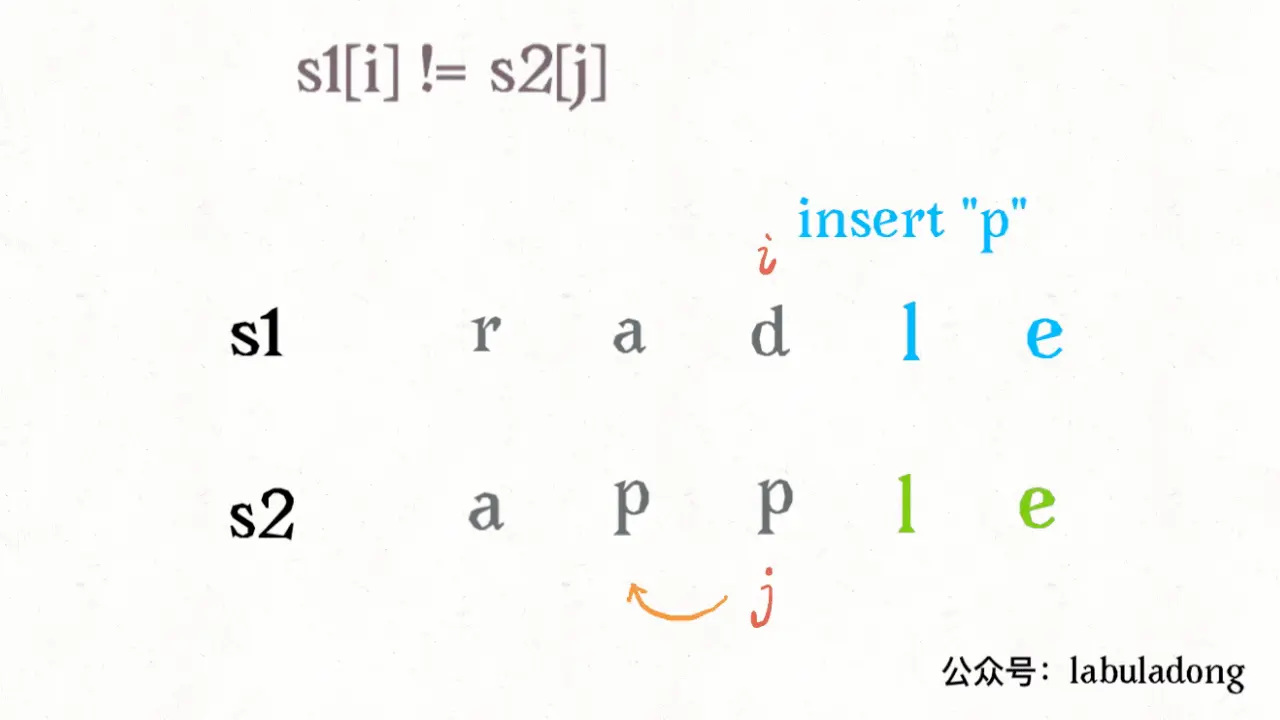 s1[i] != s2[j]
insert "p"
i
s1 r a d l e
s2 a p p l e
j
公众号：labuladong